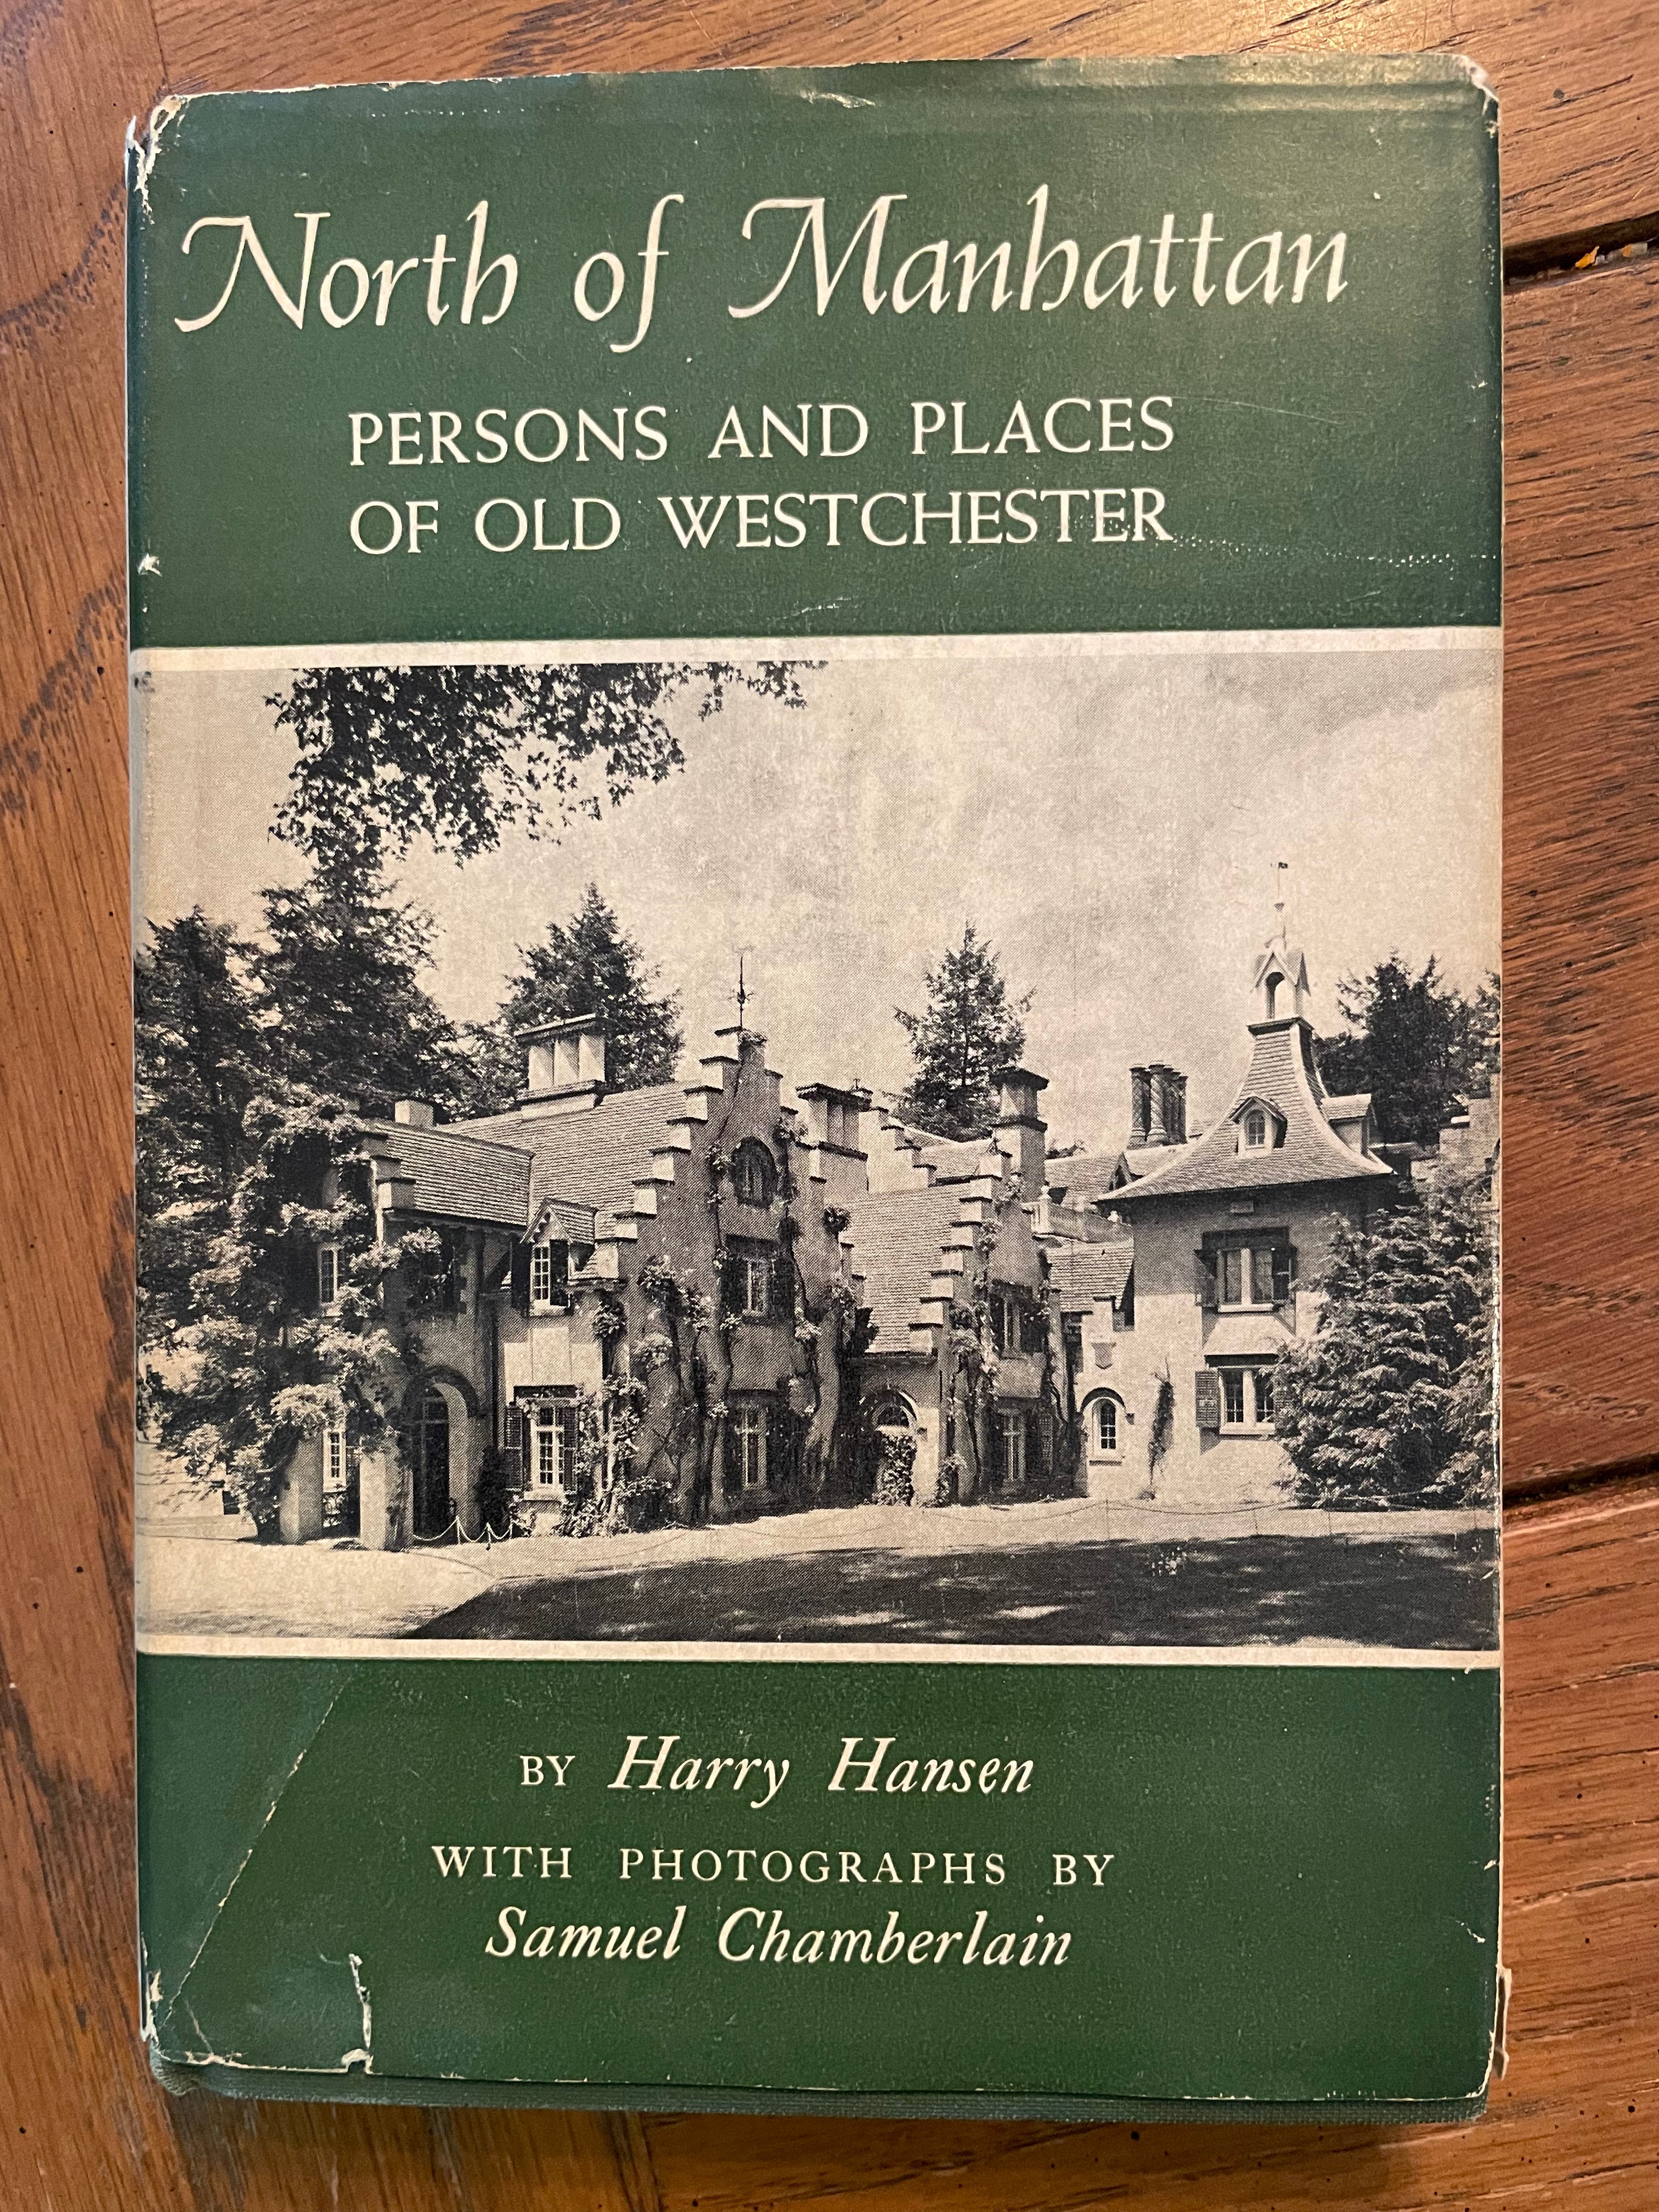 North of Manhattan
PERSONS AND PLACES
OF OLD WESTCHESTER
BY Harry Hansen
WITH PHOTOGRAPHS BY
Samuel Chamberlain